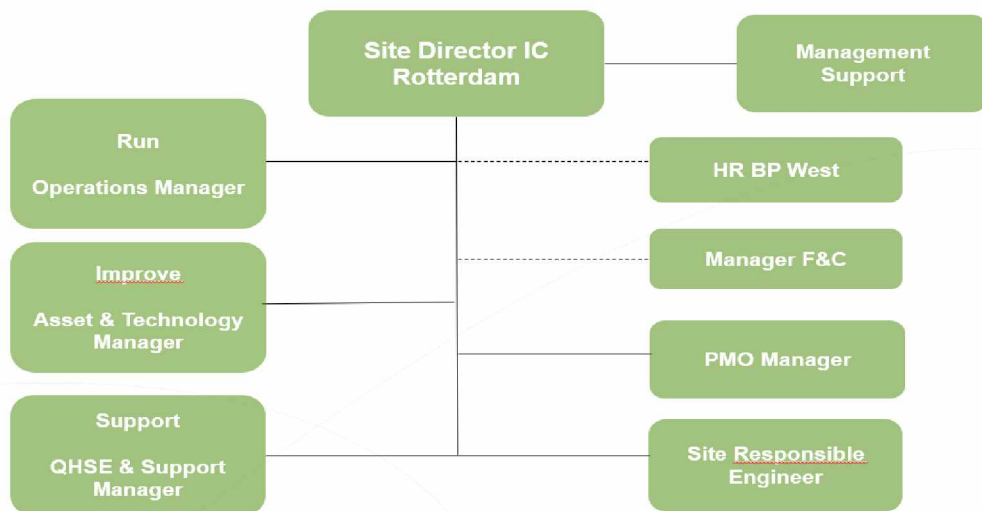 Site Director IC
Rotterdam
Management
Support
Run
Operations Manager
HR BP West
Improve
Asset & Technology
Manager
Manager F&C
PMO Manager
Support
QHSE & Support
Manager
Site Responsible
Engineer